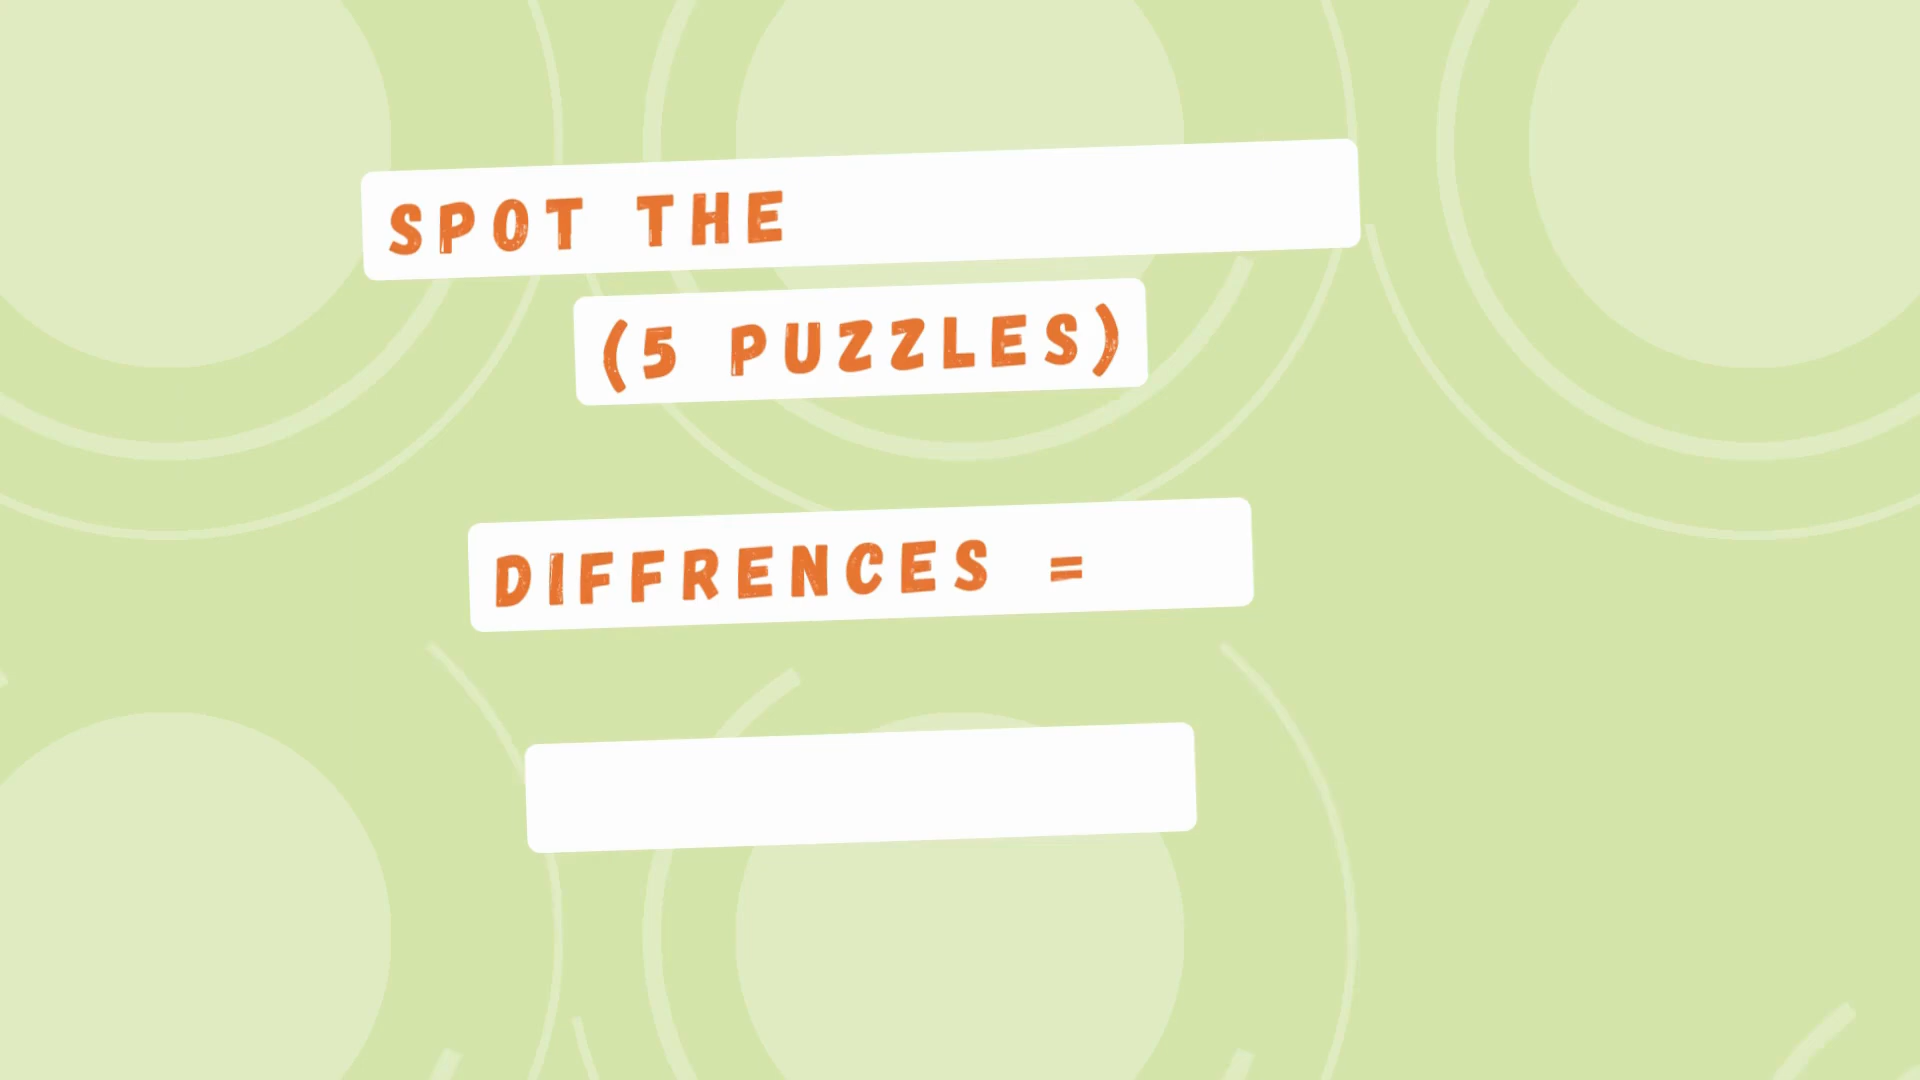 SPOT THE
(5 PUZZLES)
DIFFRENCES =